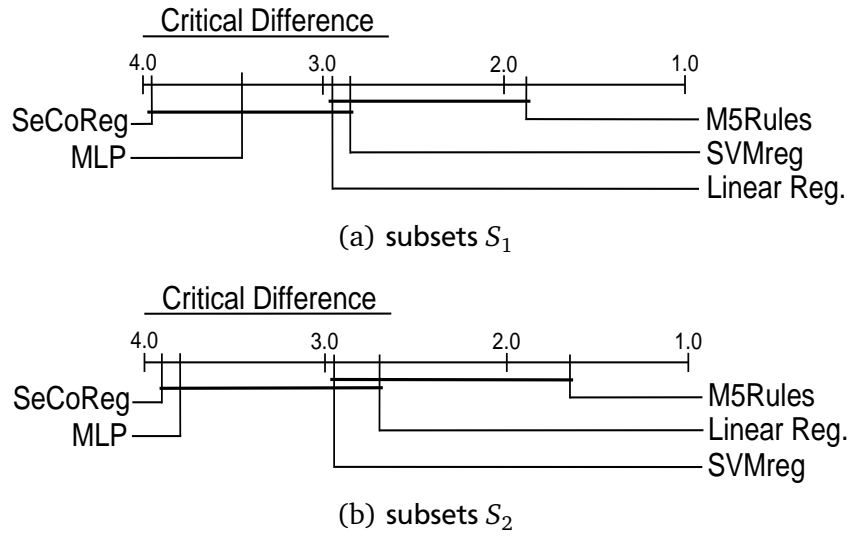 Critical Difference
4.0 3.0 2.0 1.0
SeCoReg M5Rules
MLP SVMreg
Linear Reg.
(a) subsets S₁
Critical Difference
4.0 3.0 2.0 1.0
SeCoReg M5Rules
MLP Linear Reg.
SVMreg
(b) subsets S₂